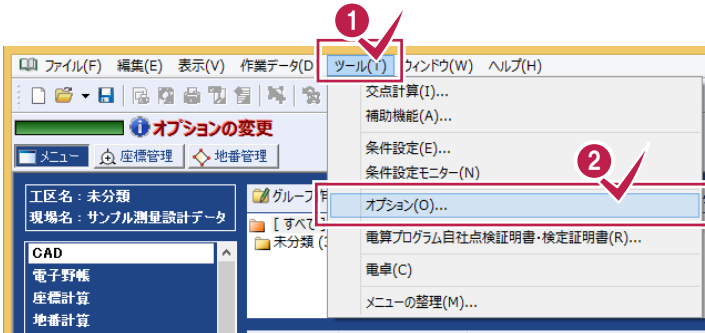 1
ファイル(F) 編集(E) 表示(V) 作業データ(D ツール(T) ウィンドウ(W) ヘルプ(H)
交点計算(I)...
補助機能(A)...
オプションの変更
メニュー 座標管理 地番管理
条件設定(E)...
2
条件設定モニター(N)
工区名：未分類
現場名：サンプル測量設計データ
グループ
オプション(O)...
[すべて
未分類 (
電算プログラム自社点検証明書・検定証明書(R)...
CAD
電子野帳
電卓(C)
座標計算
メニューの整理(M)...
地番計算